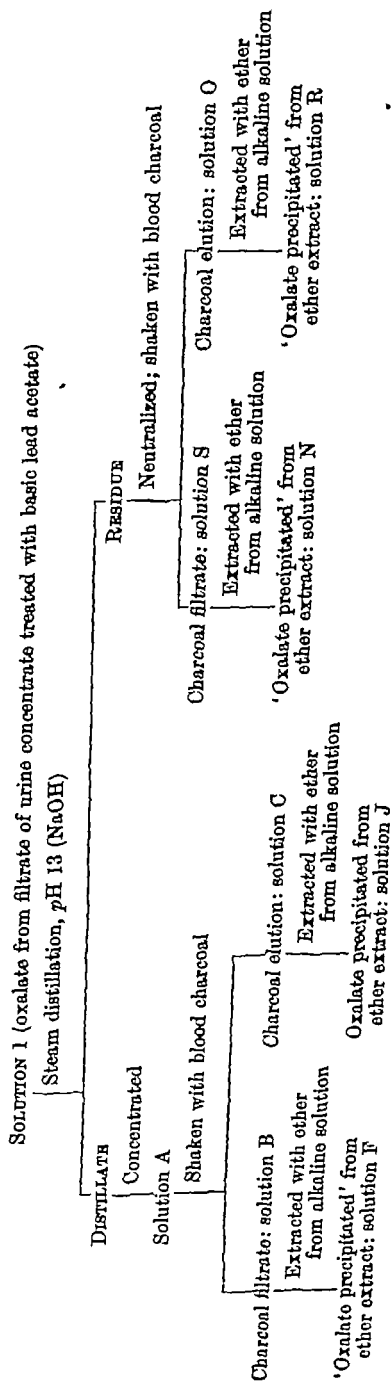 SOLUTION 1 (oxalate from filtrate of urine concentrate treated with basic lead acetate)
Steam distillation, pH 13 (NaOH)
DISTILLATE
Concentrated
Solution A
Shaken with blood charcoal
Charcoal filtrate: solution B
Extracted with ether
from alkaline solution
'Oxalate precipitated' from
ether extract: solution F
Charcoal elution: solution C
Extracted with ether
from alkaline solution
Oxalate precipitated from
ether extract: solution J
RESIDUE
Neutralized; shaken with blood charcoal
Charcoal filtrate: solution S
Extracted with ether
from alkaline solution
'Oxalate precipitated' from
ether extract: solution N
Charcoal elution: solution O
Extracted with ether
from alkaline solution
'Oxalate precipitated' from
ether extract: solution R